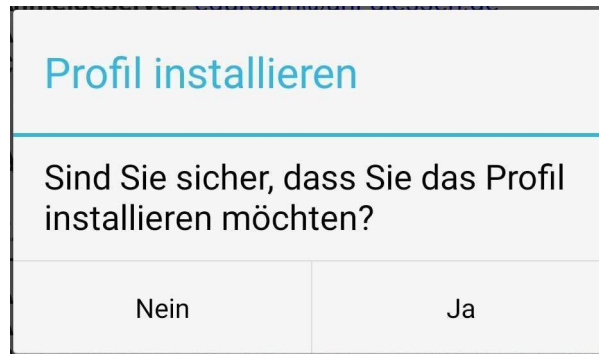 Profil installieren
Sind Sie sicher, dass Sie das Profil
installieren möchten?
Nein
Ja